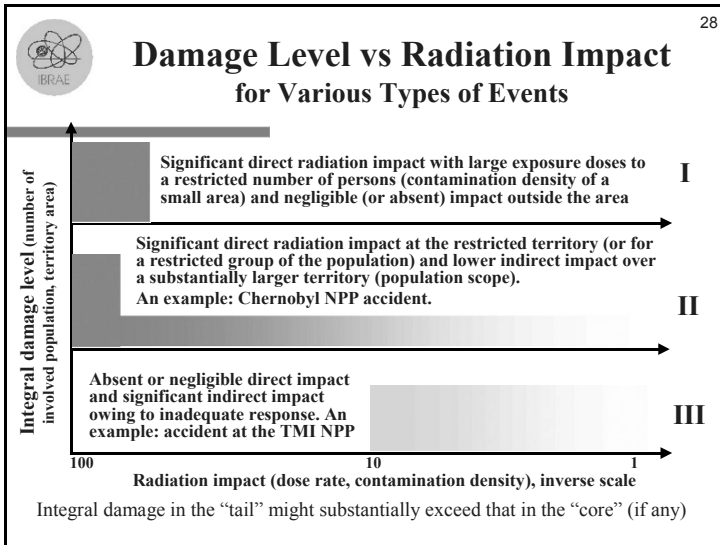 28
IBRAE
Damage Level vs Radiation Impact
for Various Types of Events
Integral damage level (number of
involved population, territory area)
Significant direct radiation impact with large exposure doses to
a restricted number of persons (contamination density of a
small area) and negligible (or absent) impact outside the area
I
Significant direct radiation impact at the restricted territory (or for
a restricted group of the population) and lower indirect impact over
a substantially larger territory (population scope).
An example: Chernobyl NPP accident.
II
Absent or negligible direct impact
and significant indirect impact
owing to inadequate response. An
example: accident at the TMI NPP
III
100 10 1
Radiation impact (dose rate, contamination density), inverse scale
Integral damage in the “tail” might substantially exceed that in the “core” (if any)